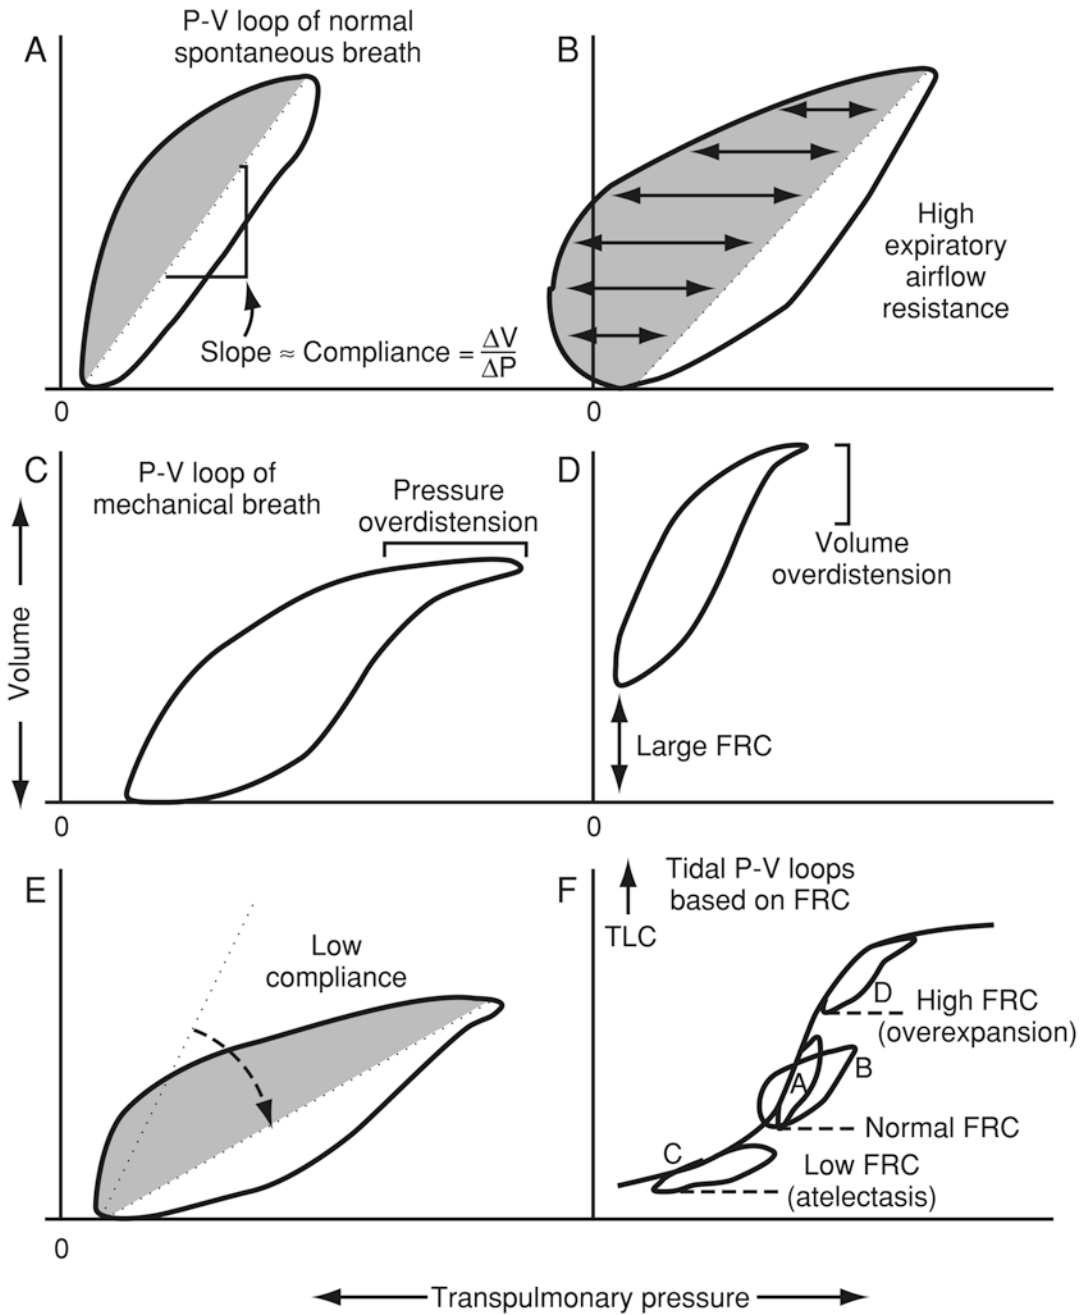 A
P-V loop of normal
spontaneous breath
Slope ≈ Compliance = ΔV
ΔP
0
B
High
expiratory
airflow
resistance
0
C
P-V loop of
mechanical breath
Pressure
overdistension
Volume
0
D
Volume
overdistension
Large FRC
0
E
Low
compliance
0
F
Tidal P-V loops
based on FRC
TLC
D
High FRC
(overexpansion)
A
B
Normal FRC
C
Low FRC
(atelectasis)
Transpulmonary pressure